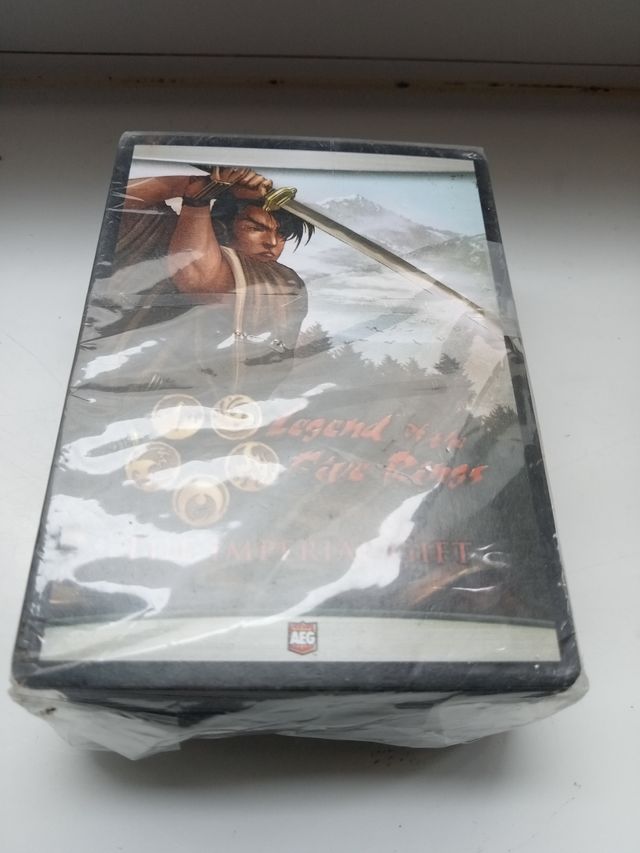 Legend of the
Five Rings
THE IMPERIAL GIFT
AEG